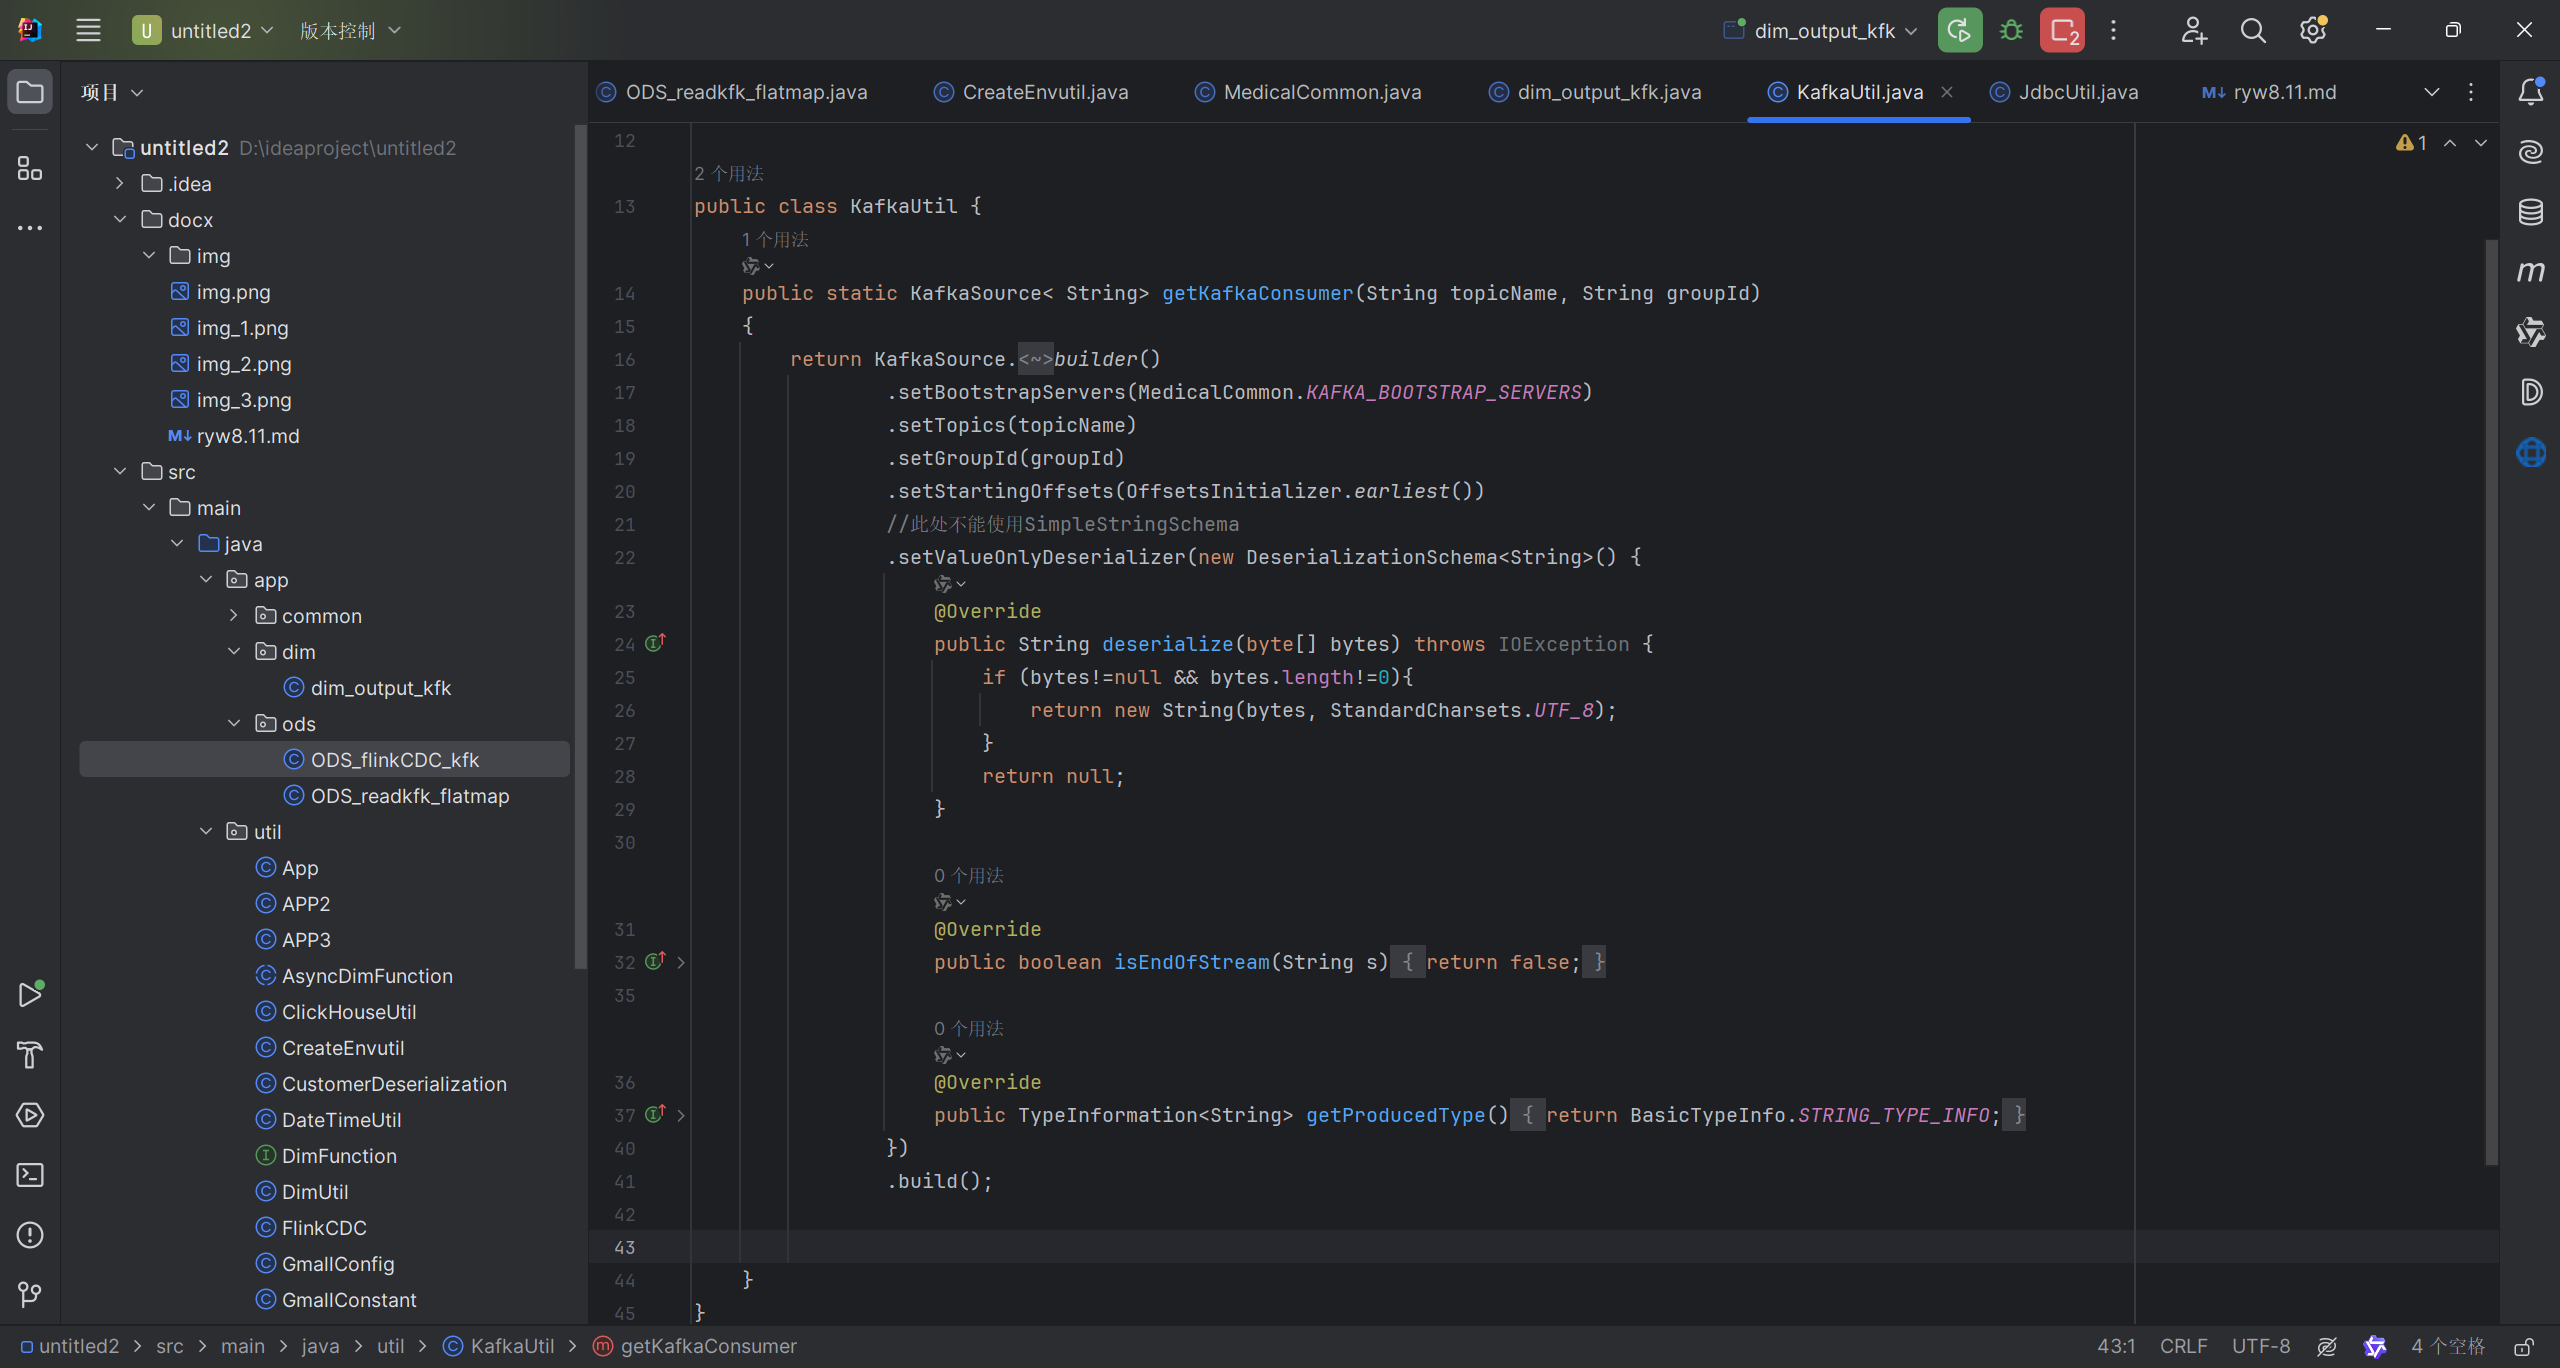 U untitled2 版本控制 dim_output_kfk 2
项目
untitled2 D:\ideaproject\untitled2
.idea
docx
img
img.png
img_1.png
img_2.png
img_3.png
M↓ ryw8.11.md
src
main
java
app
common
dim
dim_output_kfk
ods
ODS_flinkCDC_kfk
ODS_readkfk_flatmap
util
App
APP2
APP3
AsyncDimFunction
ClickHouseUtil
CreateEnvutil
CustomerDeserialization
DateTimeUtil
DimFunction
DimUtil
FlinkCDC
GmallConfig
GmallConstant
ODS_readkfk_flatmap.java CreateEnvutil.java MedicalCommon.java dim_output_kfk.java KafkaUtil.java JdbcUtil.java M↓ ryw8.11.md
1
12
2 个用法
13 public class KafkaUtil {
1 个用法
14 public static KafkaSource< String> getKafkaConsumer(String topicName, String groupId)
15 {
16 return KafkaSource.<~>builder()
17 .setBootstrapServers(MedicalCommon.KAFKA_BOOTSTRAP_SERVERS)
18 .setTopics(topicName)
19 .setGroupId(groupId)
20 .setStartingOffsets(OffsetsInitializer.earliest())
21 //此处不能使用SimpleStringSchema
22 .setValueOnlyDeserializer(new DeserializationSchema<String>() {
23 @Override
24 public String deserialize(byte[] bytes) throws IOException {
25 if (bytes!=null && bytes.length!=0){
26 return new String(bytes, StandardCharsets.UTF_8);
27 }
28 return null;
29 }
30
0 个用法
31 @Override
32 public boolean isEndOfStream(String s) { return false; }
35
0 个用法
36 @Override
37 public TypeInformation<String> getProducedType() { return BasicTypeInfo.STRING_TYPE_INFO; }
40 })
41 .build();
42
43
44 }
45 }
untitled2 > src > main > java > util > KafkaUtil > getKafkaConsumer 43:1 CRLF UTF-8 4 个空格